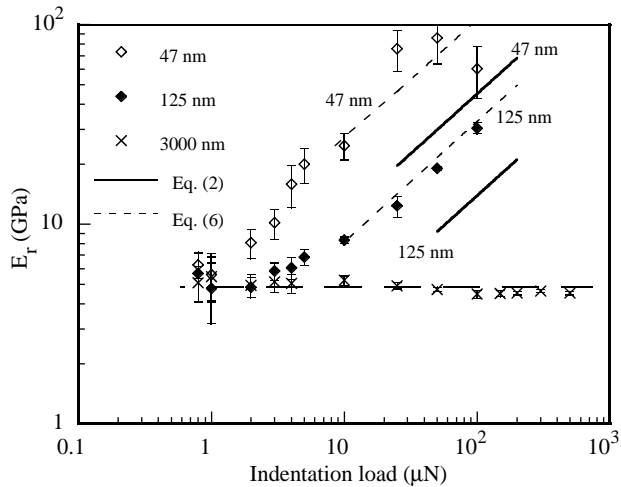 10²
47 nm
125 nm
3000 nm
Eq. (2)
Eq. (6)
47 nm
47 nm
125 nm
125 nm
10
1
E_r (GPa)
0.1 1 10 10² 10³
Indentation load (μN)